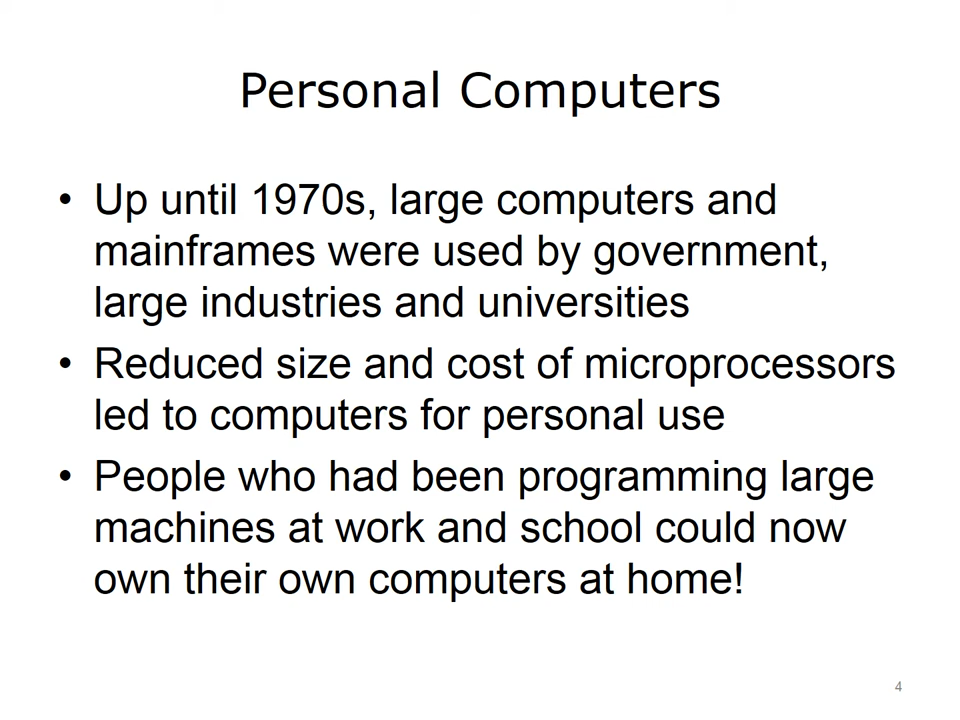 Personal Computers
• Up until 1970s, large computers and
mainframes were used by government,
large industries and universities
• Reduced size and cost of microprocessors
led to computers for personal use
• People who had been programming large
machines at work and school could now
own their own computers at home!
4